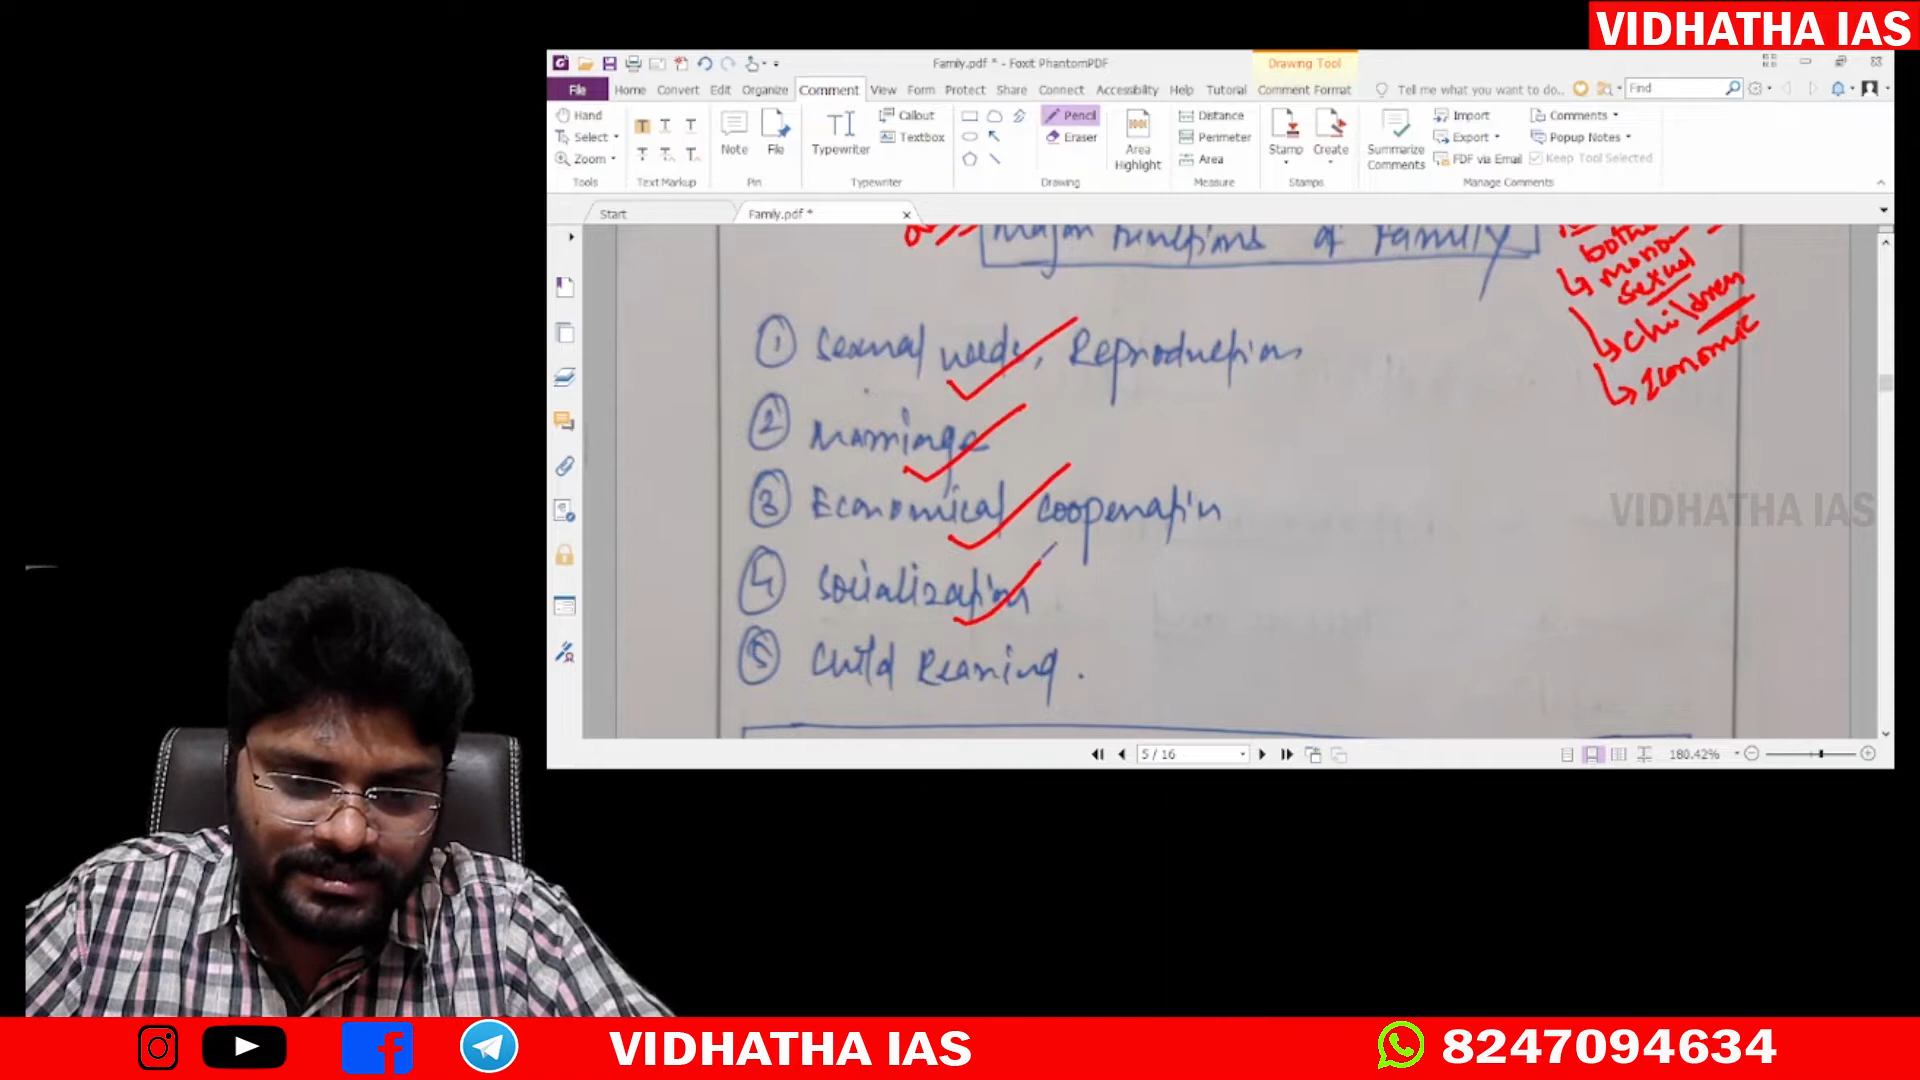 VIDHATHA IAS
Family.pdf * - Foxit PhantomPDF
Drawing Tool
File Home Convert Edit Organize Comment View Form Protect Share Connect Accessibility Help Tutorial Comment Format Tell me what you want to do.. Find
Hand
Select
Zoom
Tools
Text Markup
Note
File
Pin
Typewriter
Callout
Textbox
Typewriter
Pencil
Eraser
Drawing
Area Highlight
Distance
Perimeter
Area
Measure
Stamp
Create
Stamps
Summarize Comments
Import
Export
FDF via Email
Comments
Popup Notes
Keep Tool Selected
Manage Comments
Start
Family.pdf *
Major functions of Family
① Sexual needs, Reproduction
② Marriage
③ Economical cooperatin
④ Socialization
⑤ Child Rearing.
sexual
children
Economic
VIDHATHA IAS
5 / 16
180.42%
VIDHATHA IAS
8247094634